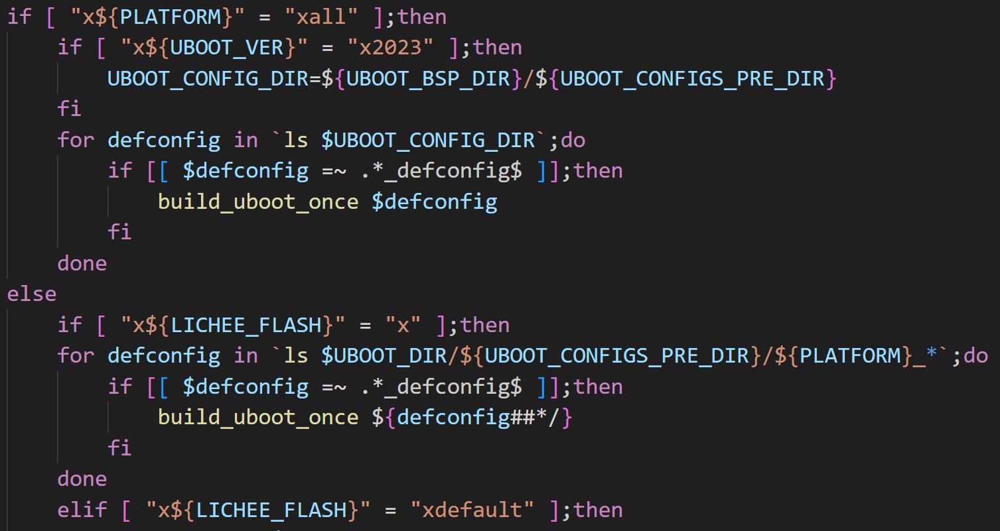 if [ "x${PLATFORM}" = "xall" ];then
    if [ "x${UBOOT_VER}" = "x2023" ];then
        UBOOT_CONFIG_DIR=${UBOOT_BSP_DIR}/${UBOOT_CONFIGS_PRE_DIR}
    fi
    for defconfig in `ls $UBOOT_CONFIG_DIR`;do
        if [[ $defconfig =~ .*_defconfig$ ]];then
            build_uboot_once $defconfig
        fi
    done
else
    if [ "x${LICHEE_FLASH}" = "x" ];then
    for defconfig in `ls $UBOOT_DIR/${UBOOT_CONFIGS_PRE_DIR}/${PLATFORM}_*`;do
        if [[ $defconfig =~ .*_defconfig$ ]];then
            build_uboot_once ${defconfig##*/}
        fi
    done
    elif [ "x${LICHEE_FLASH}" = "xdefault" ];then